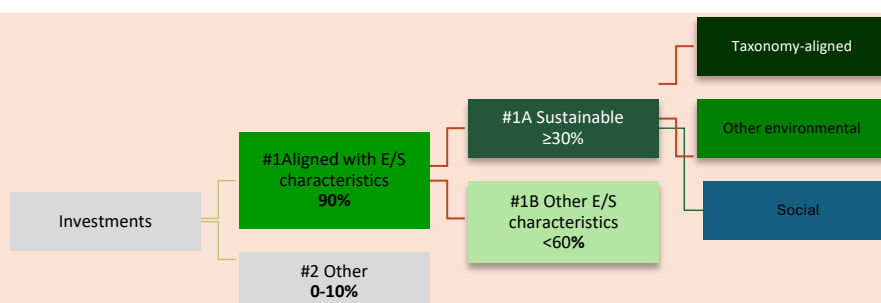 Taxonomy-aligned
#1A Sustainable
≥30%
Other environmental
#1Aligned with E/S
characteristics
90%
#1B Other E/S
characteristics
<60%
Social
Investments
#2 Other
0-10%